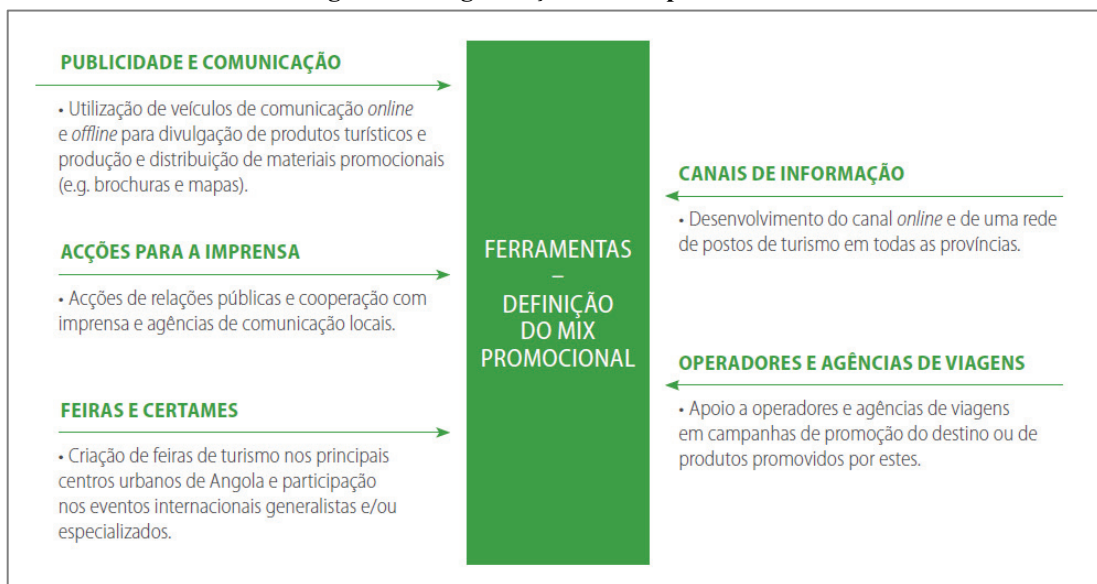 PUBLICIDADE E COMUNICAÇÃO
• Utilização de veículos de comunicação online
e offline para divulgação de produtos turísticos e
produção e distribuição de materiais promocionais
(e.g. brochuras e mapas).
ACÇÕES PARA A IMPRENSA
• Acções de relações públicas e cooperação com
imprensa e agências de comunicação locais.
FEIRAS E CERTAMES
• Criação de feiras de turismo nos principais
centros urbanos de Angola e participação
nos eventos internacionais generalistas e/ou
especializados.
FERRAMENTAS
–
DEFINIÇÃO
DO MIX
PROMOCIONAL
CANAIS DE INFORMAÇÃO
• Desenvolvimento do canal online e de uma rede
de postos de turismo em todas as províncias.
OPERADORES E AGÊNCIAS DE VIAGENS
• Apoio a operadores e agências de viagens
em campanhas de promoção do destino ou de
produtos promovidos por estes.